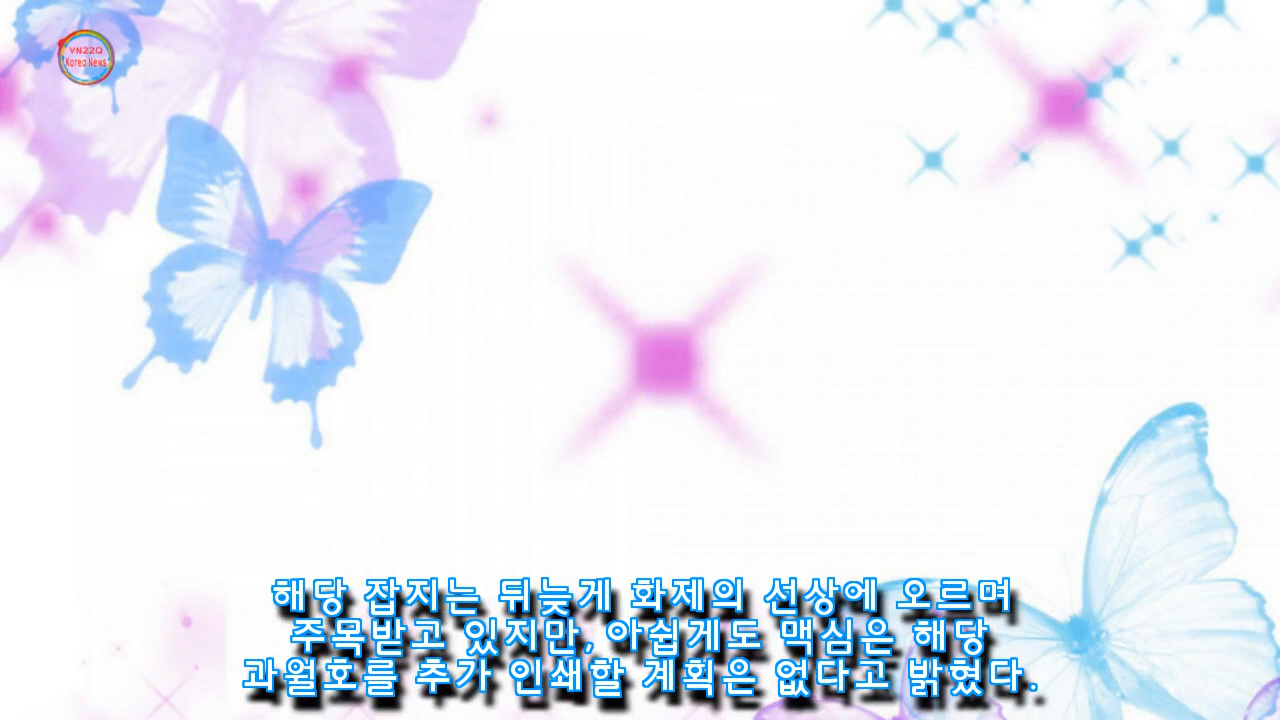 VN22Q
Korea News
해당 잡지는 뒤늦게 화제의 선상에 오르며
주목받고 있지만, 아쉽게도 맥심은 해당
과월호를 추가 인쇄할 계획은 없다고 밝혔다.